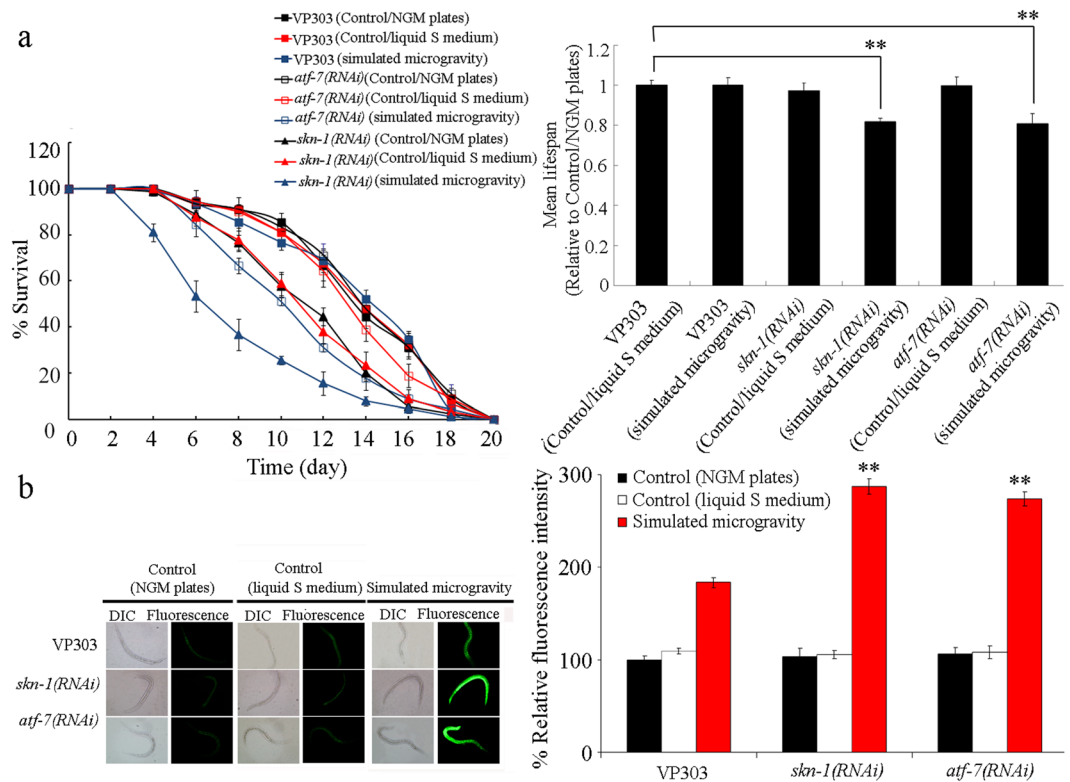 a
VP303 (Control/NGM plates)
VP303 (Control/liquid S medium)
VP303 (simulated microgravity)
atf-7(RNAi) (Control/NGM plates)
atf-7(RNAi) (Control/liquid S medium)
atf-7(RNAi) (simulated microgravity)
skn-1(RNAi) (Control/NGM plates)
skn-1(RNAi) (Control/liquid S medium)
skn-1(RNAi) (simulated microgravity)
% Survival
120
100
80
60
40
20
0
0 2 4 6 8 10 12 14 16 18 20
Time (day)
Mean lifespan
(Relative to Control/NGM plates)
1.2
1
0.8
0.6
0.4
0.2
0
**
**
VP303
(Control/liquid S medium)
VP303
(simulated microgravity)
skn-1(RNAi)
(Control/liquid S medium)
skn-1(RNAi)
(simulated microgravity)
atf-7(RNAi)
(Control/liquid S medium)
atf-7(RNAi)
(simulated microgravity)
b
Control
(NGM plates)
Control
(liquid S medium)
Simulated microgravity
DIC Fluorescence DIC Fluorescence DIC Fluorescence
VP303
skn-1(RNAi)
atf-7(RNAi)
% Relative fluorescence intensity
300
200
100
0
Control (NGM plates)
Control (liquid S medium)
Simulated microgravity
**
**
VP303 skn-1(RNAi) atf-7(RNAi)